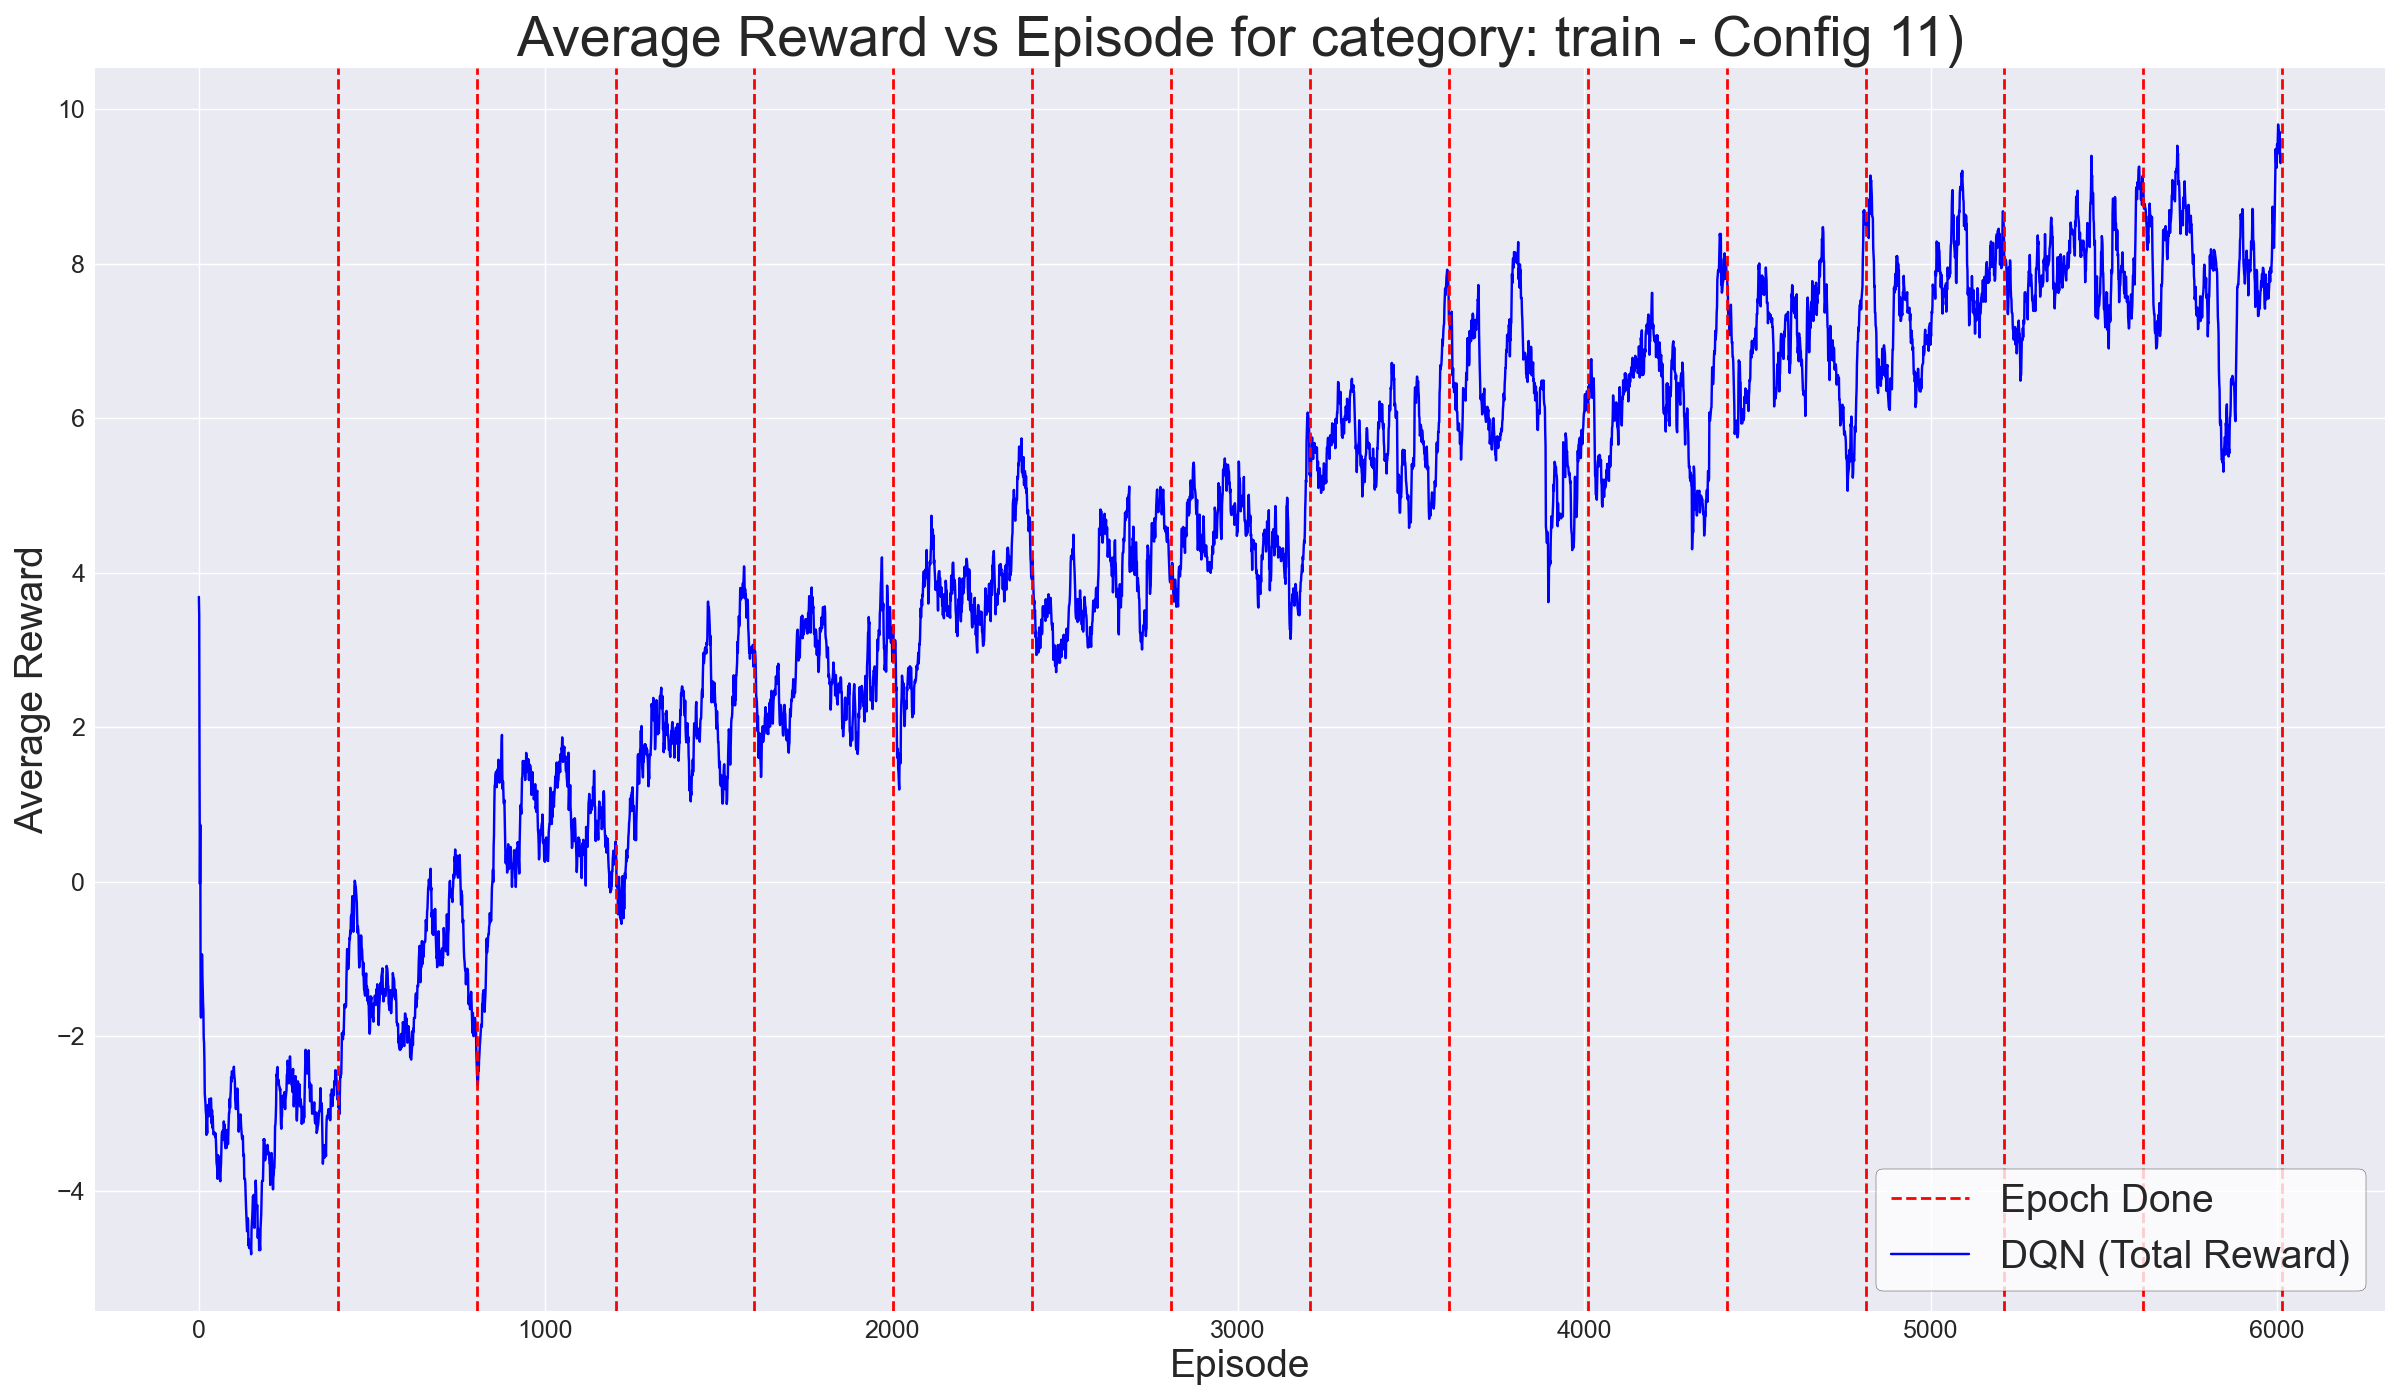 Average Reward vs Episode for category: train - Config 11)
10
8
6
4
2
0
−2
−4
Average Reward
0 1000 2000 3000 4000 5000 6000
Episode
Epoch Done
DQN (Total Reward)